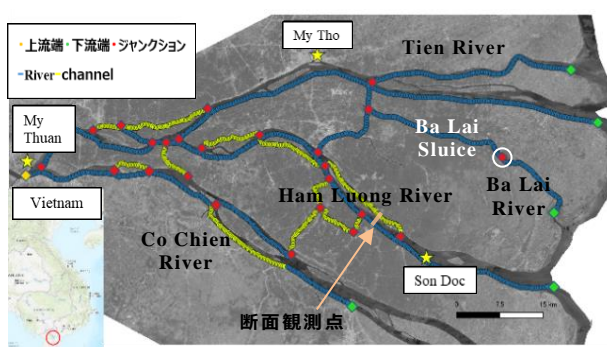 ・上流端・下流端・ジャンクション
-River-channel
My Tho
Tien River
My
Thuan
Ba Lai
Sluice
Ham Luong River
Ba Lai
River
Vietnam
Co Chien
River
Son Doc
断面観測点
0 7.5 15 km